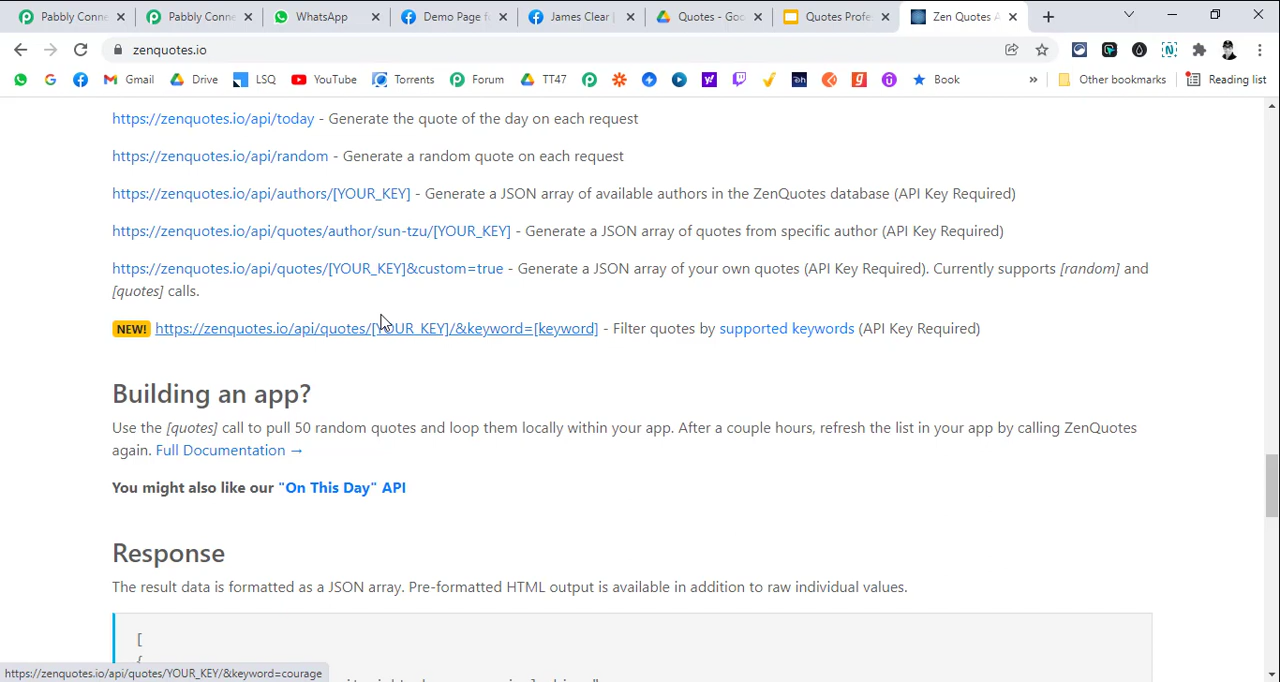 Pabbly Conne
Pabbly Conne
WhatsApp
Demo Page f
James Clear |
Quotes - Goo
Quotes Profe
Zen Quotes A
zenquotes.io
Gmail
Drive
LSQ
YouTube
Torrents
Forum
TT47
Book
»
Other bookmarks
Reading list
https://zenquotes.io/api/today - Generate the quote of the day on each request
https://zenquotes.io/api/random - Generate a random quote on each request
https://zenquotes.io/api/authors/[YOUR_KEY] - Generate a JSON array of available authors in the ZenQuotes database (API Key Required)
https://zenquotes.io/api/quotes/author/sun-tzu/[YOUR_KEY] - Generate a JSON array of quotes from specific author (API Key Required)
https://zenquotes.io/api/quotes/[YOUR_KEY]&custom=true - Generate a JSON array of your own quotes (API Key Required). Currently supports [random] and
[quotes] calls.
NEW! https://zenquotes.io/api/quotes/[YOUR_KEY]/&keyword=[keyword] - Filter quotes by supported keywords (API Key Required)
Building an app?
Use the [quotes] call to pull 50 random quotes and loop them locally within your app. After a couple hours, refresh the list in your app by calling ZenQuotes
again. Full Documentation →
You might also like our "On This Day" API
Response
The result data is formatted as a JSON array. Pre-formatted HTML output is available in addition to raw individual values.
[
{
https://zenquotes.io/api/quotes/YOUR_KEY/&keyword=courage